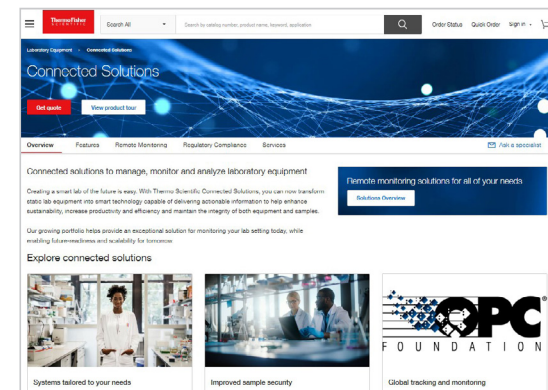 ThermoFisher
SCIENTIFIC
Search All
Search by catalog number, product name, keyword, application
Order Status
Quick Order
Sign in
Laboratory Equipment › Connected Solutions
Connected Solutions
Get quote
View product tour
Overview
Features
Remote Monitoring
Regulatory Compliance
Services
Ask a specialist
Connected solutions to manage, monitor and analyze laboratory equipment
Creating a smart lab of the future is easy. With Thermo Scientific Connected Solutions, you can now transform
static lab equipment into smart technology capable of delivering actionable information to help enhance
sustainability, increase productivity and efficiency and maintain the integrity of both equipment and samples.
Our growing portfolio helps provide an exceptional solution for monitoring your lab setting today, while
enabling future-readiness and scalability for tomorrow.
Remote monitoring solutions for all of your needs
Solutions Overview
Explore connected solutions
OPC®
FOUNDATION
Systems tailored to your needs
Improved sample security
Global tracking and monitoring